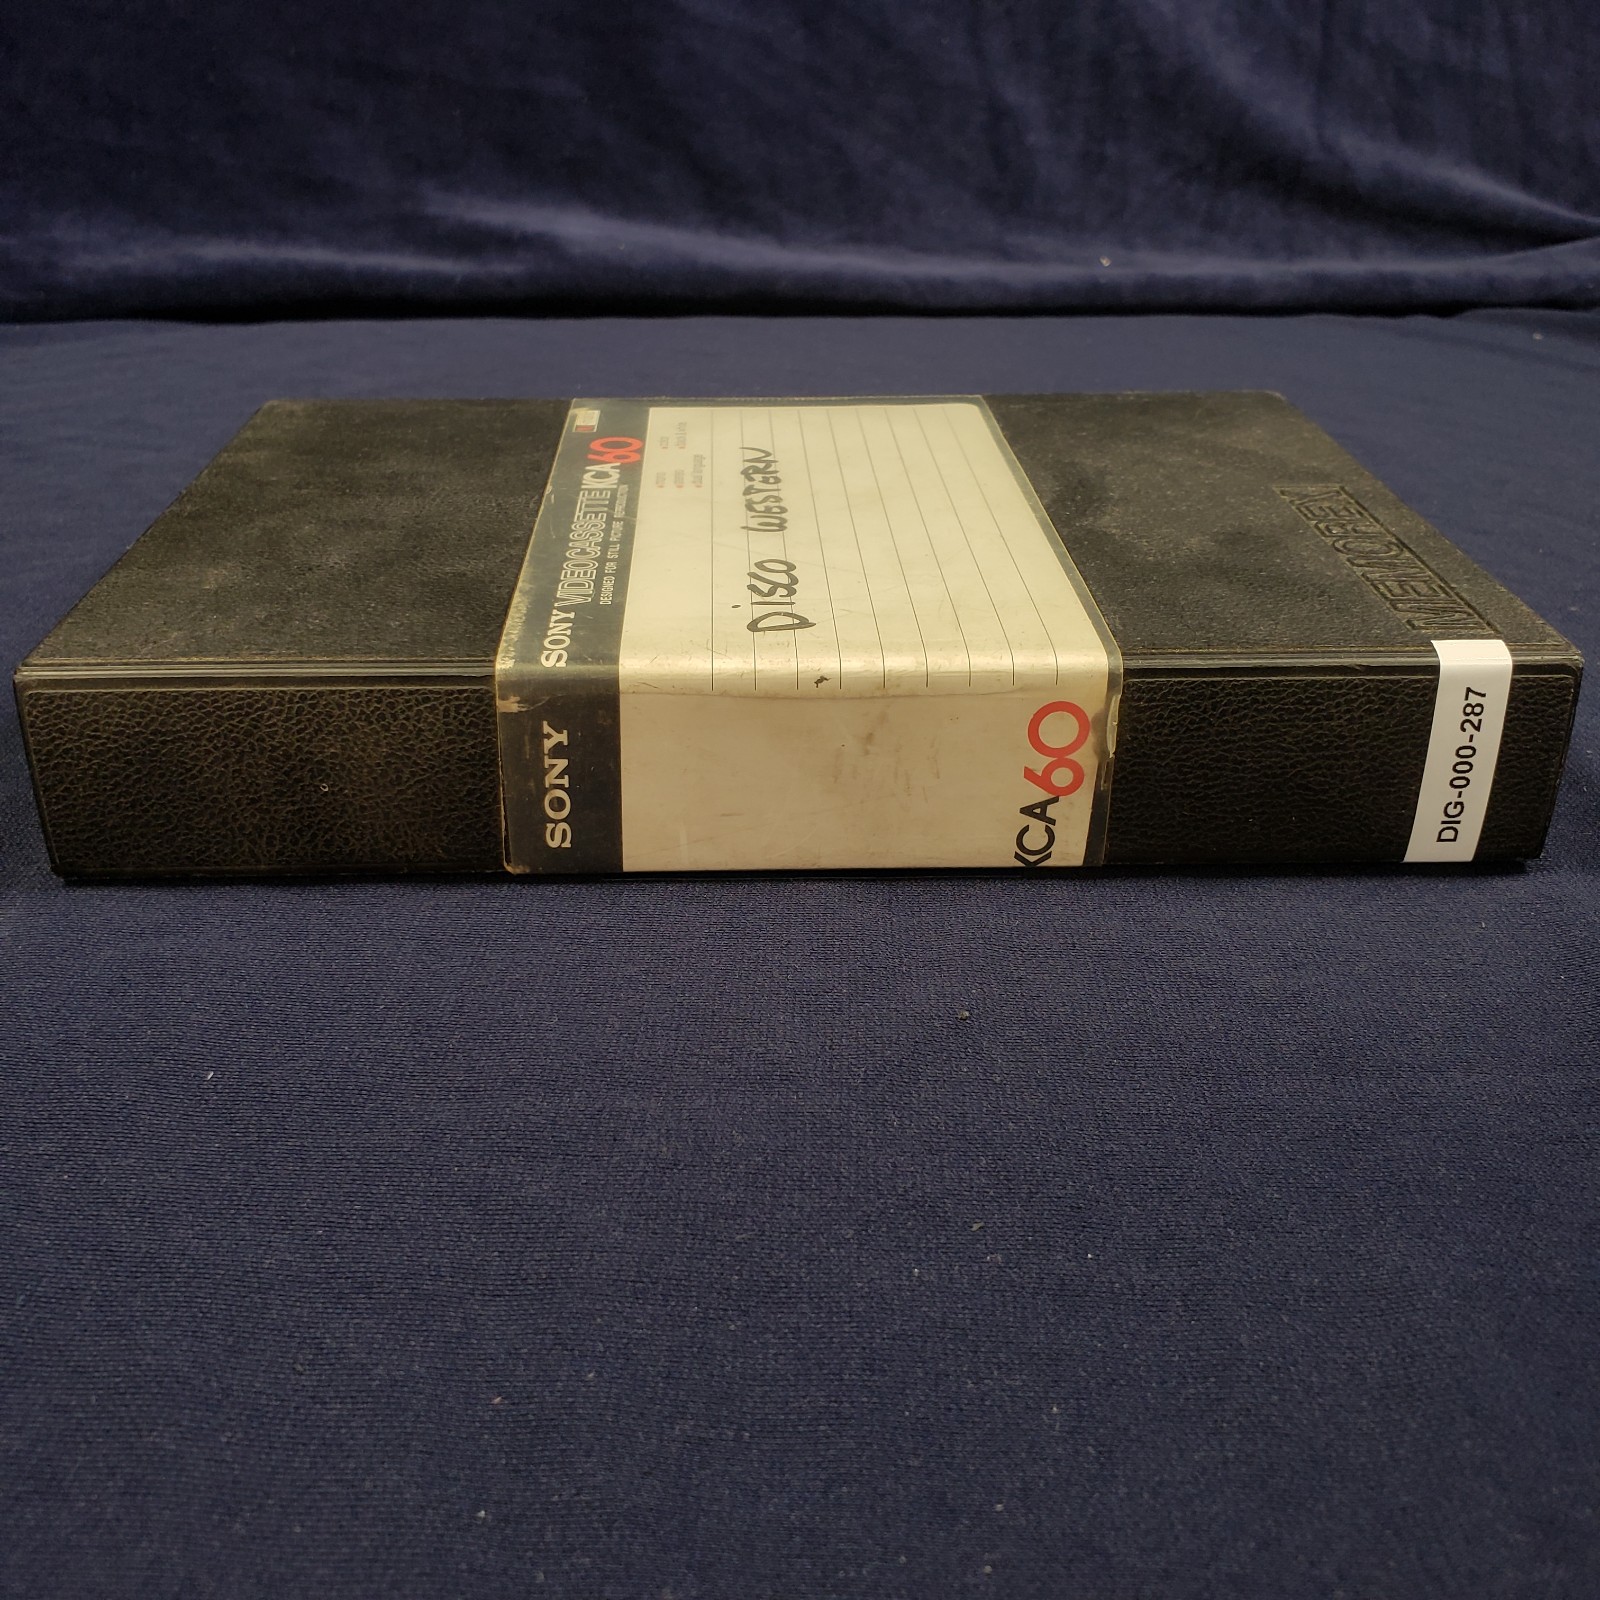 SONY VIDEOCASSETTE KCA60
DESIGNED FOR STILL PICTURE REPRODUCTION
DISCO WESTERN
MEMOREX
SONY
KCA60
DIG-000-287